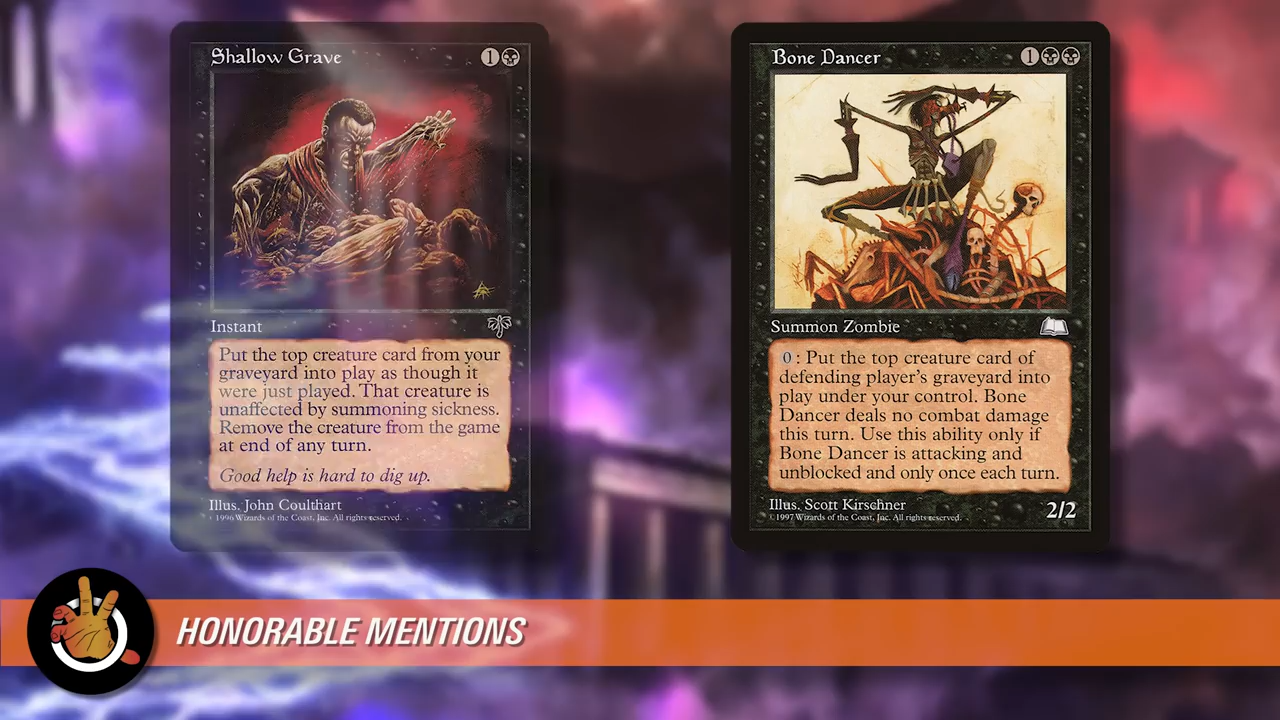 Shallow Grave 1
Instant
Put the top creature card from your
graveyard into play as though it
were just played. That creature is
unaffected by summoning sickness.
Remove the creature from the game
at end of any turn.
Good help is hard to dig up.
Illus. John Coulthart
©1996 Wizards of the Coast, Inc. All rights reserved.
Bone Dancer 1
Summon Zombie
0: Put the top creature card of
defending player's graveyard into
play under your control. Bone
Dancer deals no combat damage
this turn. Use this ability only if
Bone Dancer is attacking and
unblocked and only once each turn.
Illus. Scott Kirschner
©1997 Wizards of the Coast, Inc. All rights reserved.
2/2
HONORABLE MENTIONS